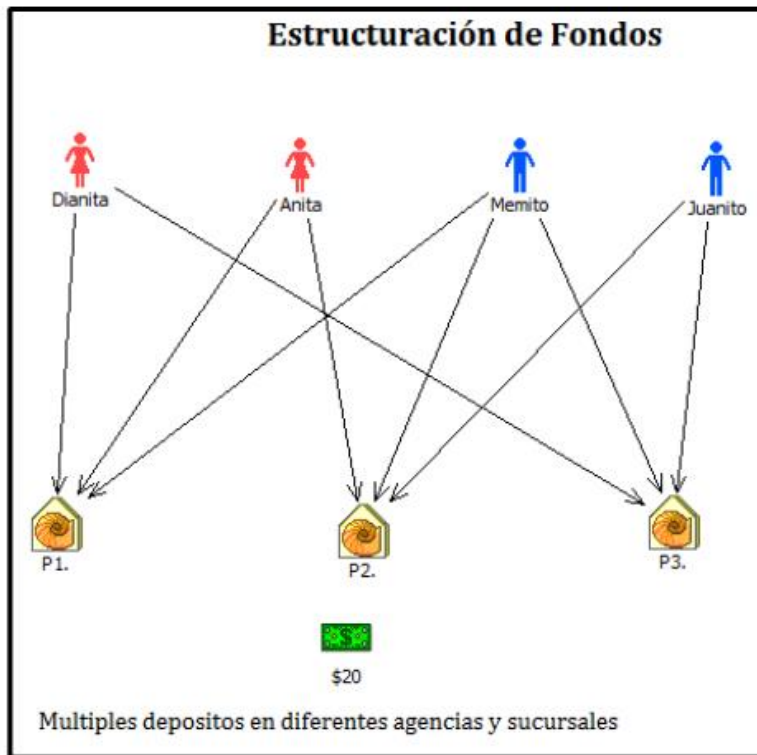 Estructuración de Fondos
Dianita
Anita
Memito
Juanito
P1.
P2.
P3.
$
$20
Multiples depositos en diferentes agencias y sucursales